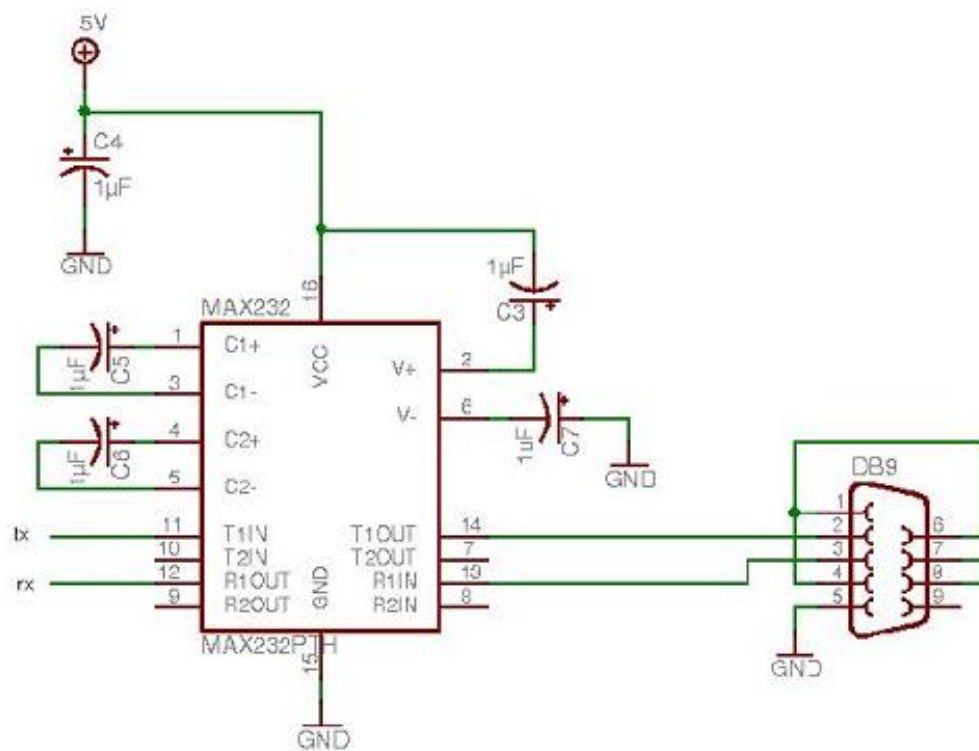 5V
C4
1µF
GND
1µF
C3
16
MAX232
1
C1+
VCC
V+
2
1µF
C5
3
C1-
V-
6
1uF
C7
GND
4
C2+
1µF
C6
5
C2-
DB9
tx
11
T1IN
T1OUT
14
10
T2IN
T2OUT
7
rx
12
R1OUT
GND
R1IN
13
9
R2OUT
R2IN
8
MAX232PTH
15
GND
1
2
3
4
5
6
7
8
9
GND